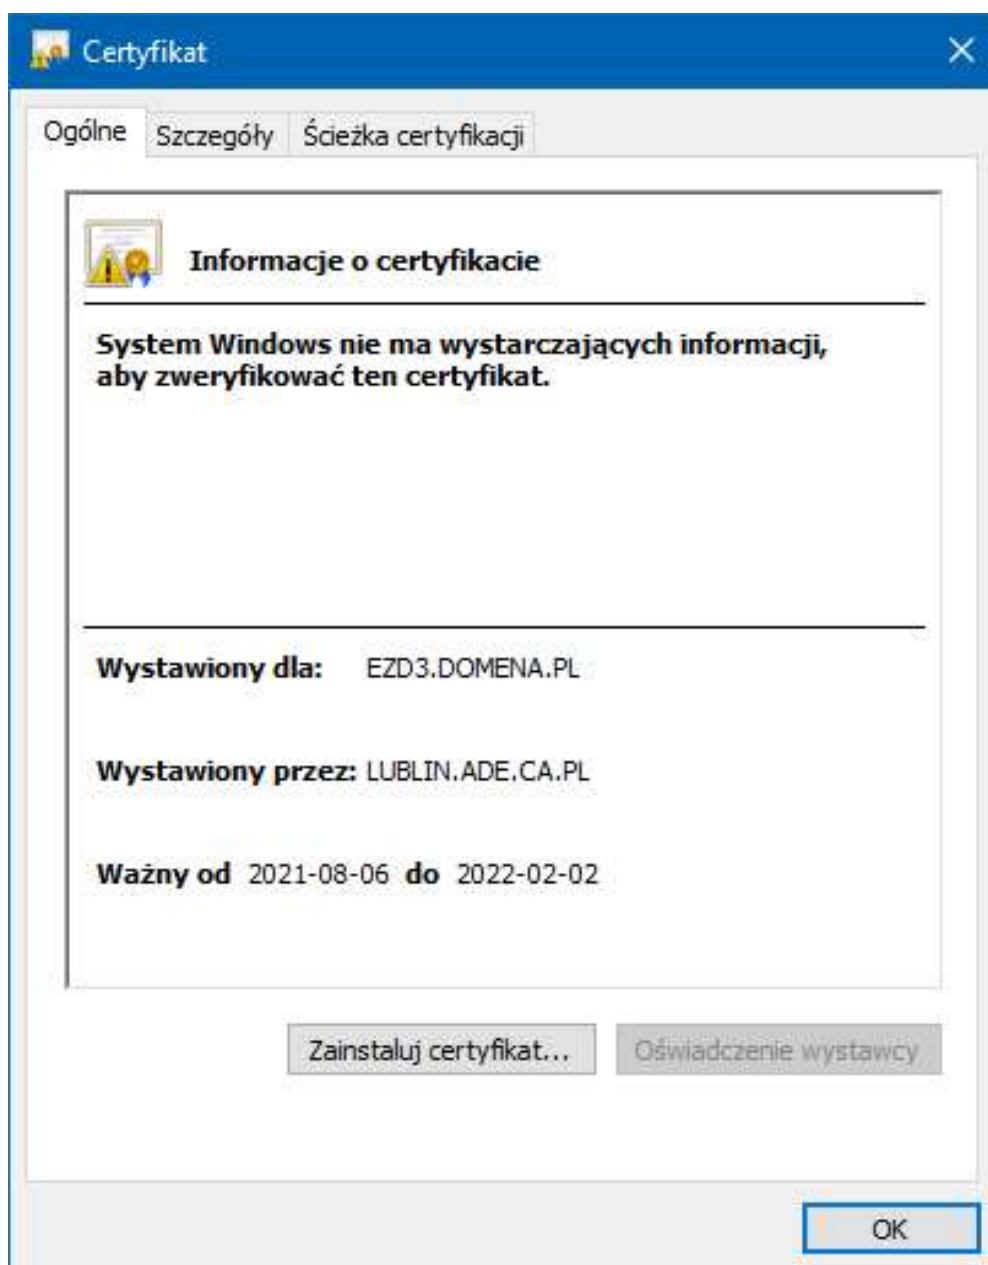 Certyfikat
Ogólne Szczegóły Ścieżka certyfikacji
Informacje o certyfikacie
System Windows nie ma wystarczających informacji,
aby zweryfikować ten certyfikat.
Wystawiony dla: EZD3.DOMENA.PL
Wystawiony przez: LUBLIN.ADE.CA.PL
Ważny od 2021-08-06 do 2022-02-02
Zainstaluj certyfikat... Oświadczenie wystawcy
OK